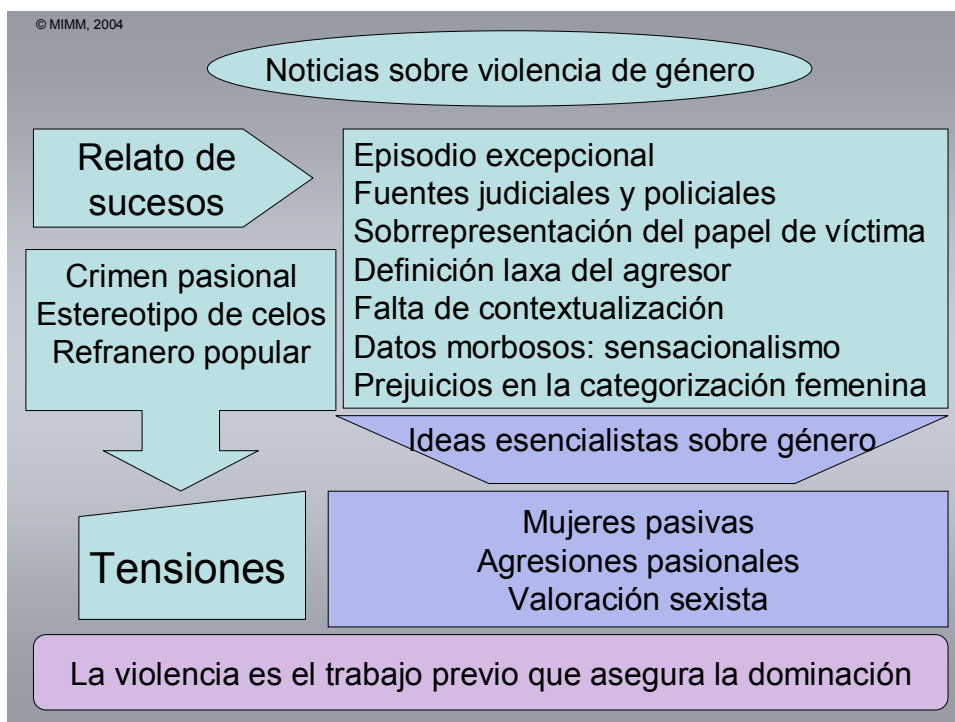 © MIMM, 2004
Noticias sobre violencia de género
Relato de
sucesos
Episodio excepcional
Fuentes judiciales y policiales
Sobrrepresentación del papel de víctima
Definición laxa del agresor
Falta de contextualización
Datos morbosos: sensacionalismo
Prejuicios en la categorización femenina
Crimen pasional
Estereotipo de celos
Refranero popular
Ideas esencialistas sobre género
Tensiones
Mujeres pasivas
Agresiones pasionales
Valoración sexista
La violencia es el trabajo previo que asegura la dominación